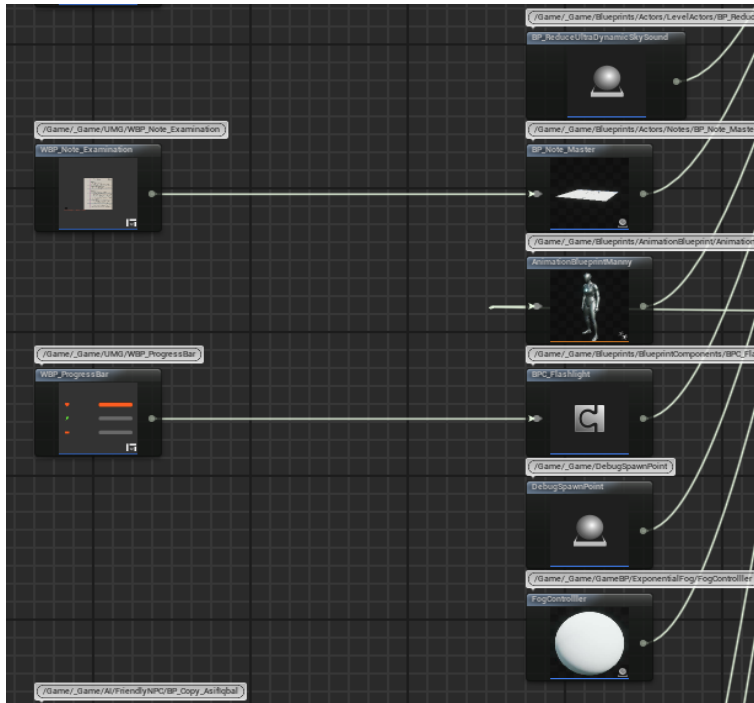 /Game/_Game/Blueprints/Actors/LevelActors/BP_Reduc
BP_ReduceUltraDynamicSkySound
/Game/_Game/UMG/WBP_Note_Examination
WBP_Note_Examination
/Game/_Game/Blueprints/Actors/Notes/BP_Note_Master
BP_Note_Master
/Game/_Game/Blueprints/AnimationBlueprint/Animation
AnimationBlueprintManny
/Game/_Game/UMG/WBP_ProgressBar
WBP_ProgressBar
/Game/_Game/Blueprints/BlueprintComponents/BPC_Fla
BPC_Flashlight
/Game/_Game/DebugSpawnPoint
DebugSpawnPoint
/Game/_Game/GameBP/ExponentialFog/FogControlller
FogControlller
/Game/_Game/AI/FriendlyNPC/BP_Copy_AsifIqbal